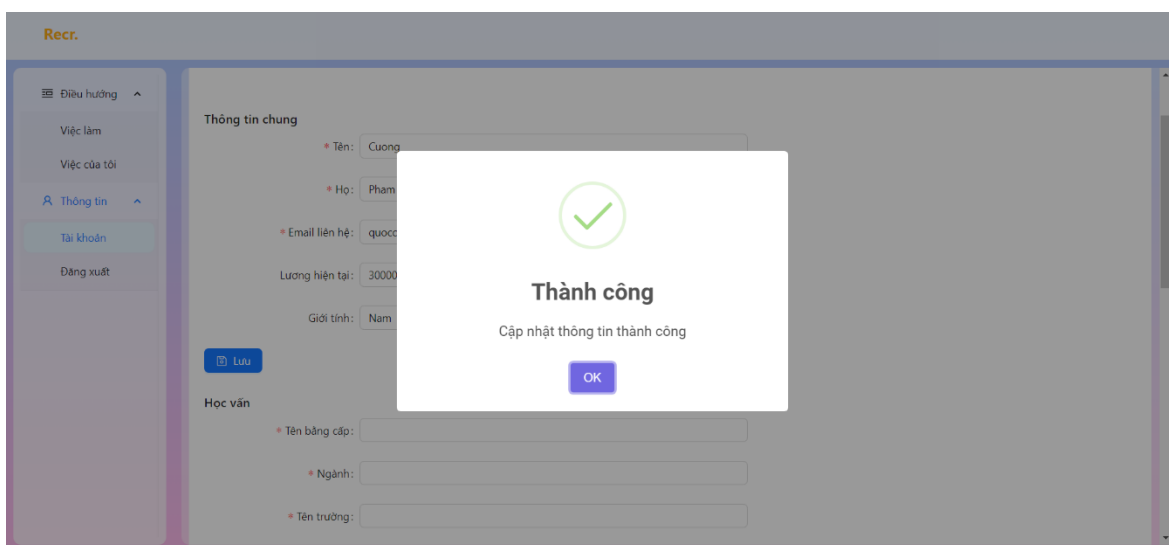 Recr.
Điều hướng
Việc làm
Việc của tôi
Thông tin
Tài khoản
Đăng xuất
Thông tin chung
* Tên: Cuong
* Họ: Pham
* Email liên hệ: quocc
Lương hiện tại: 30000
Giới tính: Nam
Lưu
Thành công
Cập nhật thông tin thành công
OK
Học vấn
* Tên bằng cấp:
* Ngành:
* Tên trường: